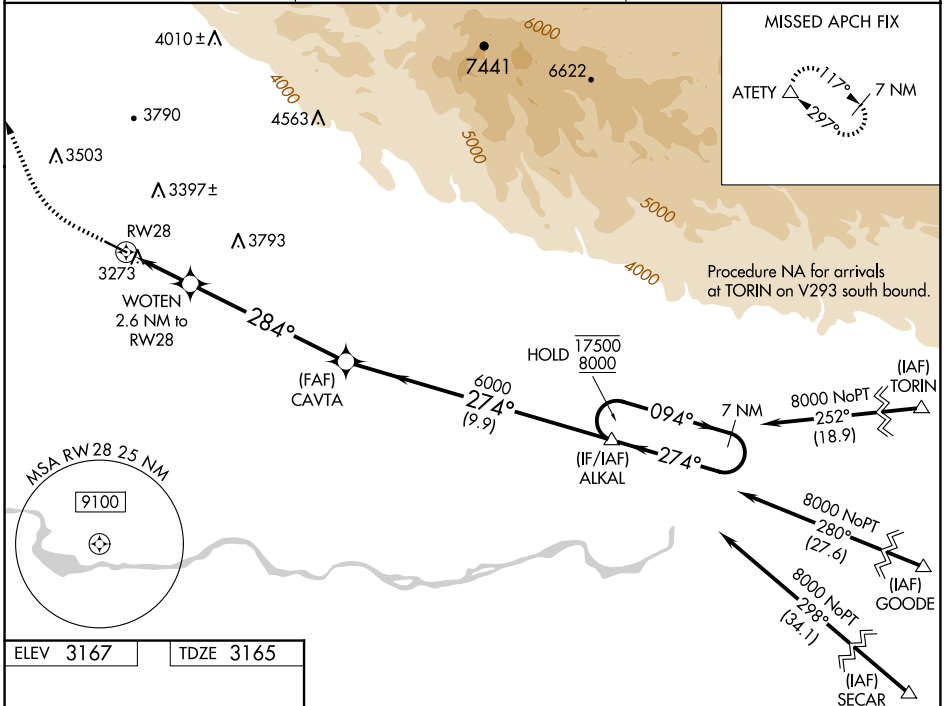 MISSED APCH FIX
ATETY
117°
297°
7 NM
6000
4010±
7441
6622
4000
4563
3790
5000
3503
3397±
5000
RW28
3793
3273
4000
Procedure NA for arrivals
at TORIN on V293 south bound.
WOTEN
2.6 NM to
RW28
284°
HOLD
17500
8000
(FAF)
CAVTA
6000
274°
(9.9)
094°
7 NM
274°
(IF/IAF)
ALKAL
8000 NoPT
252°
(18.9)
(IAF)
TORIN
8000 NoPT
280°
(27.6)
(IAF)
GOODE
8000 NoPT
298°
(34.1)
(IAF)
SECAR
MSA RW 28 25 NM
9100
ELEV 3167
TDZE 3165